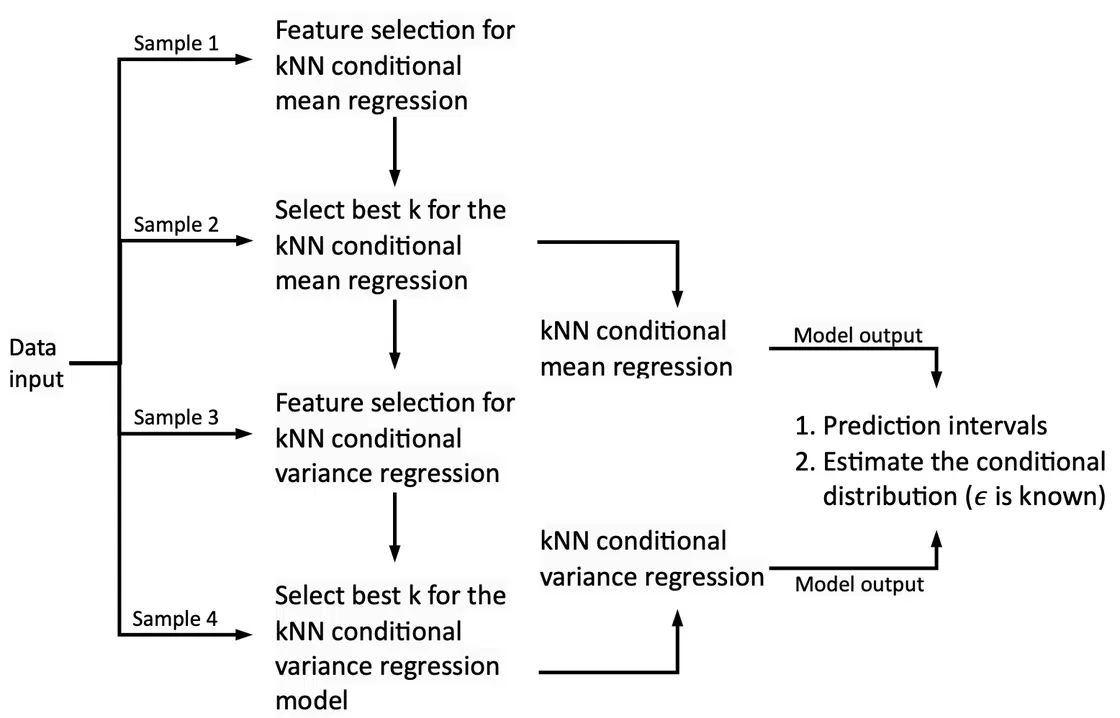 Sample 1
Feature selection for
kNN conditional
mean regression
Sample 2
Select best k for the
kNN conditional
mean regression
Data
input
kNN conditional
mean regression
Model output
Sample 3
Feature selection for
kNN conditional
variance regression
1. Prediction intervals
2. Estimate the conditional
distribution (ϵ is known)
kNN conditional
variance regression
Model output
Sample 4
Select best k for the
kNN conditional
variance regression
model